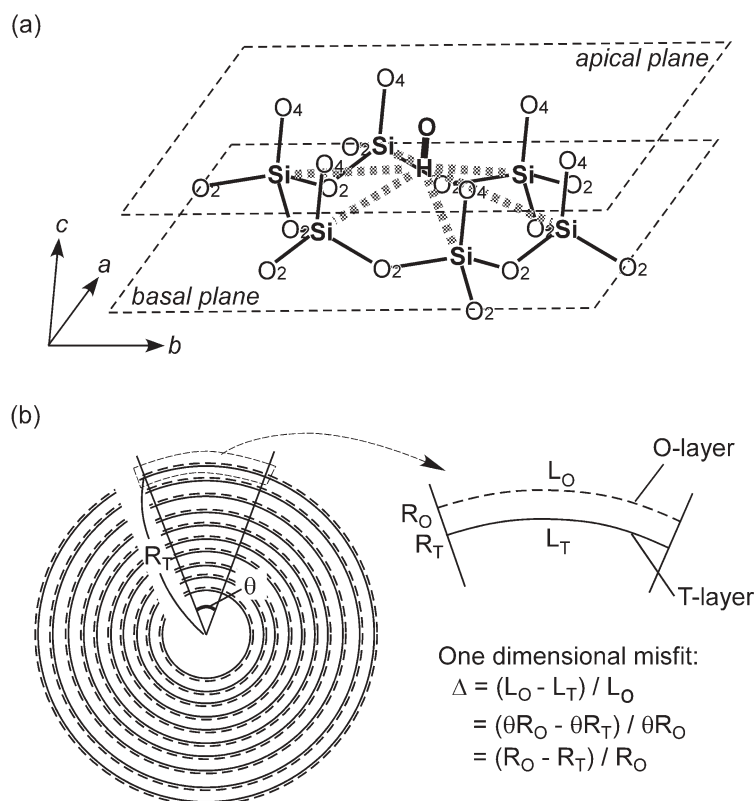 (a)
apical plane
O4
O4
O
O4
O2
Si
O4
Si
H
O2
Si
O2
O2
O4
Si
O2
O2
Si
O2
Si
O2
Si
O2
O2
O2
O2
O2
basal plane
c
a
b
(b)
O-layer
LO
RO
RT
LT
RT
θ
T-layer
One dimensional misfit:
Δ = (LO - LT) / LO
= (θRO - θRT) / θRO
= (RO - RT) / RO